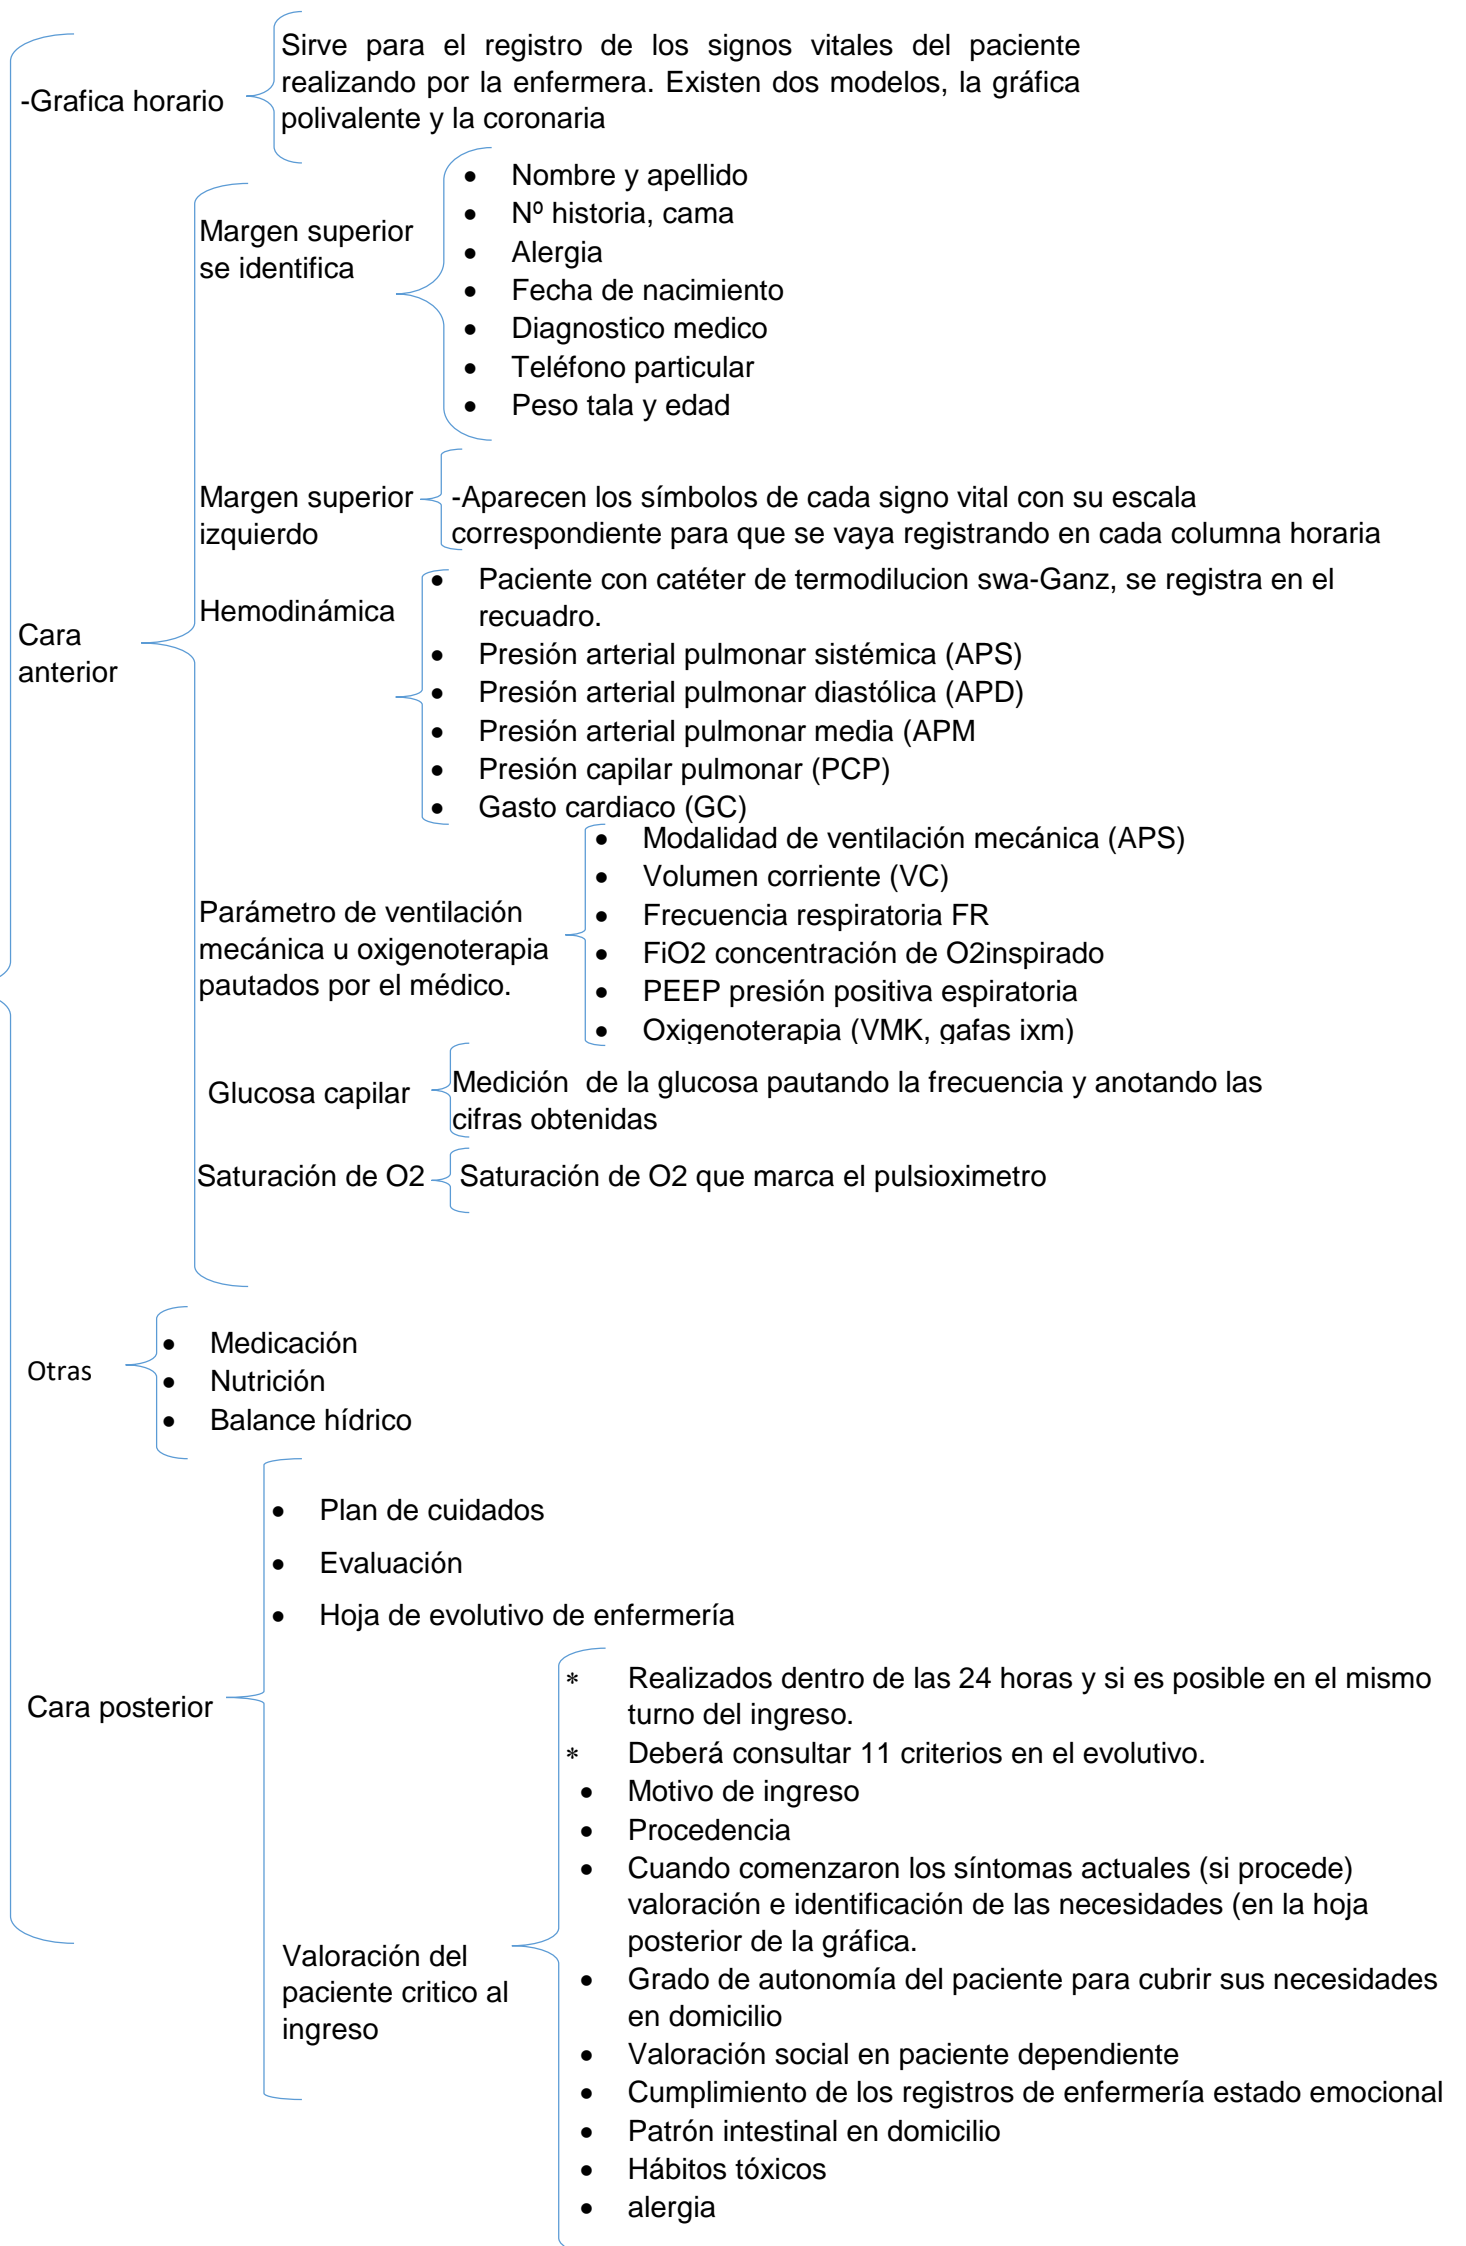 -Grafica horario
Sirve para el registro de los signos vitales del paciente
realizando por la enfermera. Existen dos modelos, la gráfica
polivalente y la coronaria
Cara
anterior
Margen superior
se identifica
• Nombre y apellido
• Nº historia, cama
• Alergia
• Fecha de nacimiento
• Diagnostico medico
• Teléfono particular
• Peso tala y edad
Margen superior
izquierdo
-Aparecen los símbolos de cada signo vital con su escala
correspondiente para que se vaya registrando en cada columna horaria
Hemodinámica
• Paciente con catéter de termodilucion swa-Ganz, se registra en el
recuadro.
• Presión arterial pulmonar sistémica (APS)
• Presión arterial pulmonar diastólica (APD)
• Presión arterial pulmonar media (APM
• Presión capilar pulmonar (PCP)
• Gasto cardiaco (GC)
Parámetro de ventilación
mecánica u oxigenoterapia
pautados por el médico.
• Modalidad de ventilación mecánica (APS)
• Volumen corriente (VC)
• Frecuencia respiratoria FR
• FiO2 concentración de O2inspirado
• PEEP presión positiva espiratoria
• Oxigenoterapia (VMK, gafas ixm)
Glucosa capilar
Medición  de la glucosa pautando la frecuencia y anotando las
cifras obtenidas
Saturación de O2
Saturación de O2 que marca el pulsioximetro
Otras
• Medicación
• Nutrición
• Balance hídrico
Cara posterior
• Plan de cuidados
• Evaluación
• Hoja de evolutivo de enfermería
Valoración del
paciente critico al
ingreso
* Realizados dentro de las 24 horas y si es posible en el mismo
turno del ingreso.
* Deberá consultar 11 criterios en el evolutivo.
• Motivo de ingreso
• Procedencia
• Cuando comenzaron los síntomas actuales (si procede)
valoración e identificación de las necesidades (en la hoja
posterior de la gráfica.
• Grado de autonomía del paciente para cubrir sus necesidades
en domicilio
• Valoración social en paciente dependiente
• Cumplimiento de los registros de enfermería estado emocional
• Patrón intestinal en domicilio
• Hábitos tóxicos
• alergia